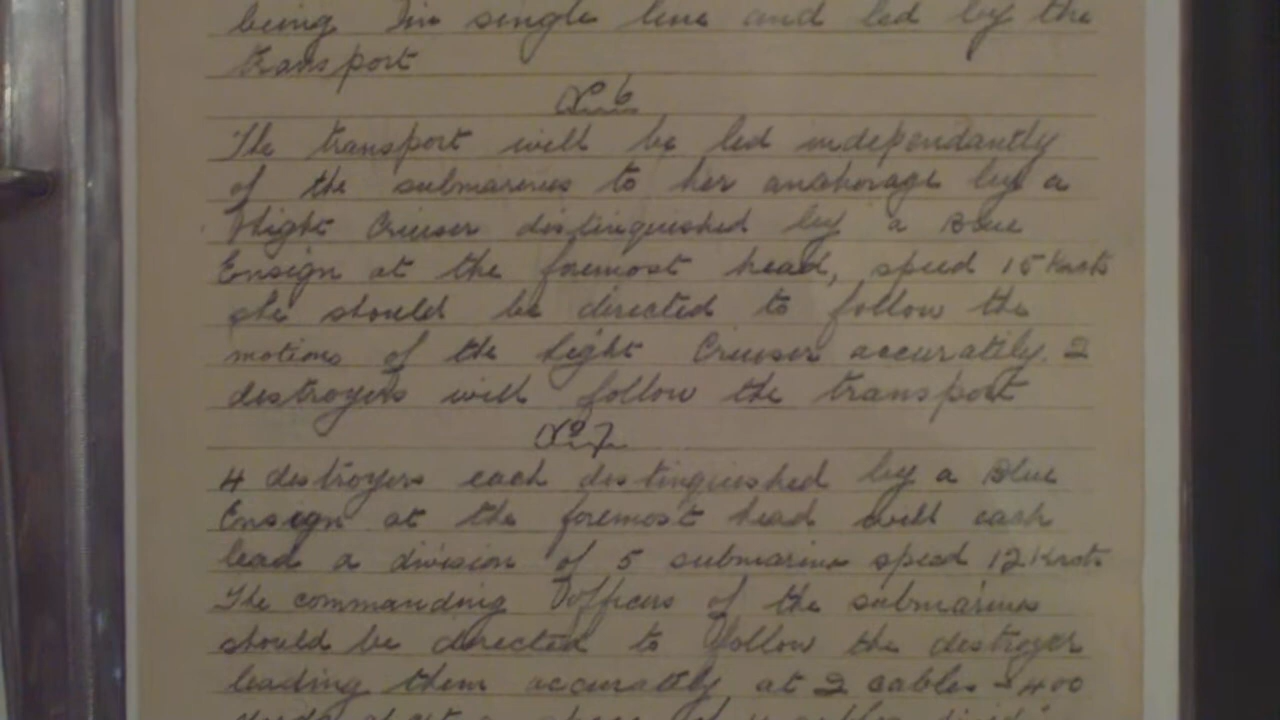 being in single line and led by the
transport
No 6
The transport will be led independantly
of the submarines to her anchorage by a
Light Cruiser distinguished by a Blue
Ensign at the foremost head, speed 15 Knots
she should be directed to follow the
motions of the Light Cruiser accurately. 2
destroyers will follow the transport
No 7
4 destroyers each distinguished by a Blue
Ensign at the foremost head will each
lead a division of 5 submarine speed 12 Knots
The commanding Officers of the submarines
should be directed to follow the destroyer
leading them accurately at 2 cables = 400